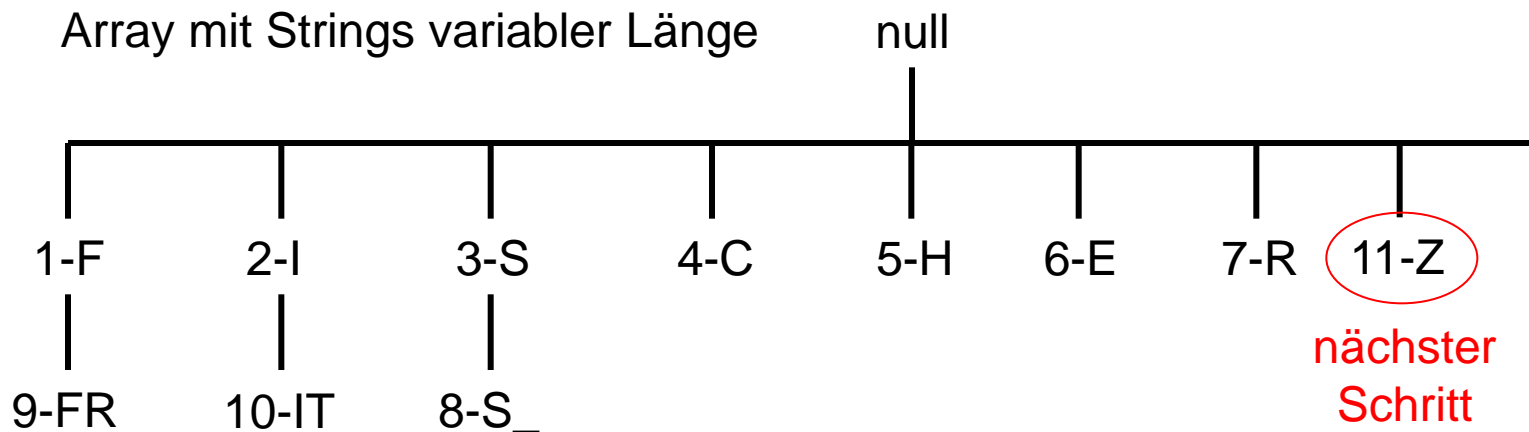 Array mit Strings variabler Länge null
1-F 2-I 3-S 4-C 5-H 6-E 7-R 11-Z
nächster
Schritt
9-FR 10-IT 8-S_